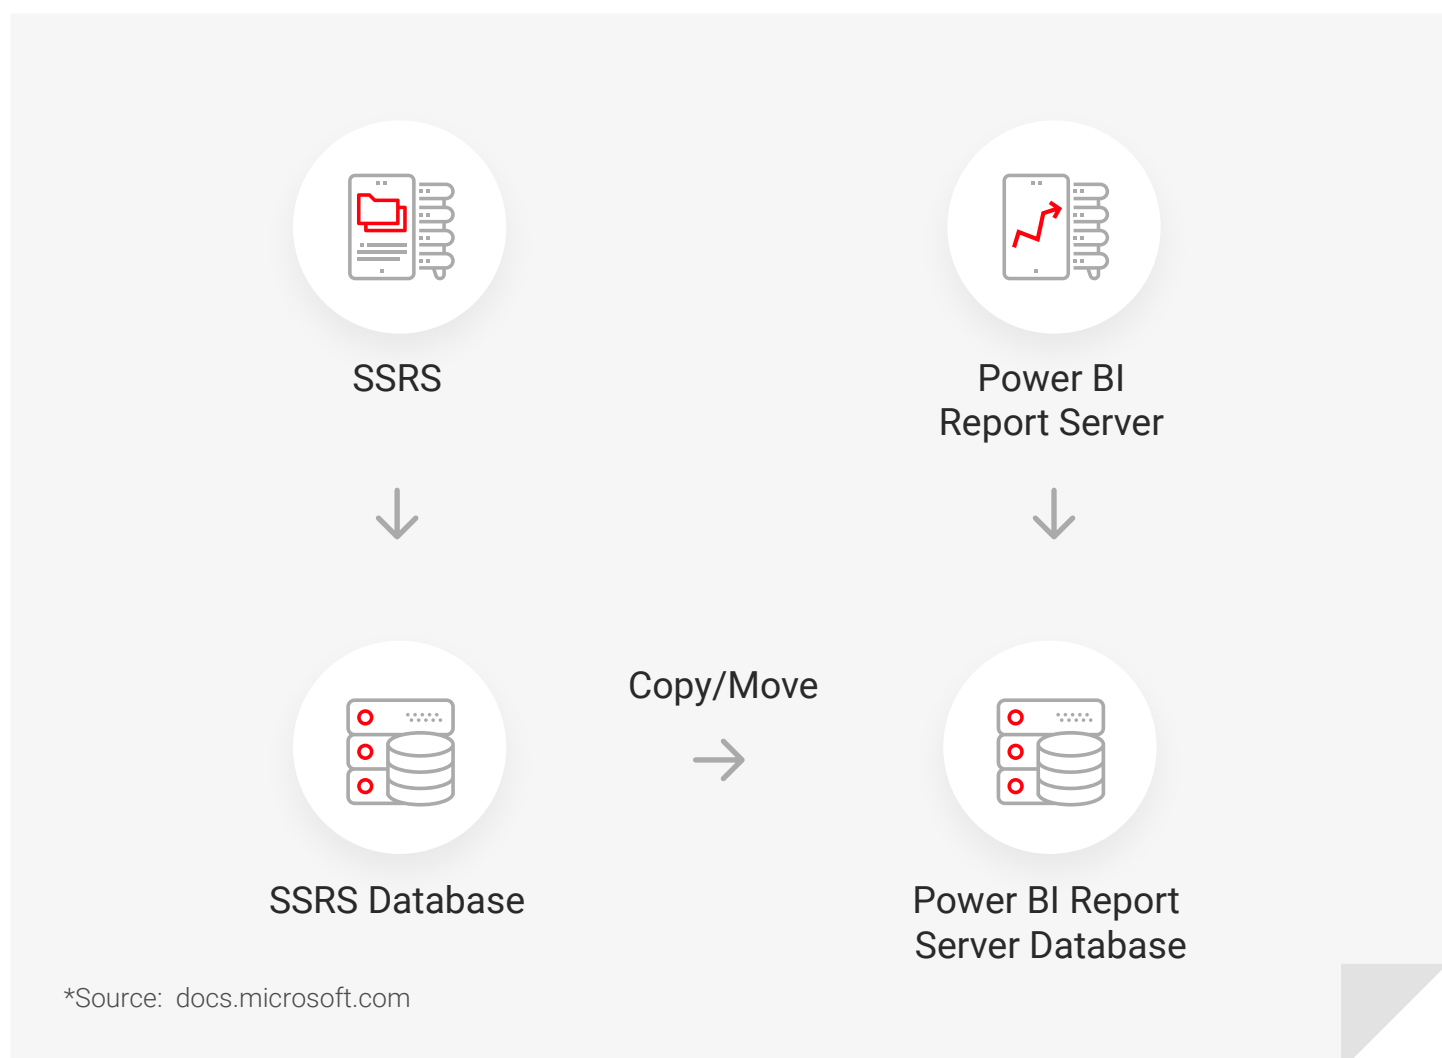 SSRS
Power BI
Report Server
Copy/Move
SSRS Database
Power BI Report
Server Database
*Source: docs.microsoft.com